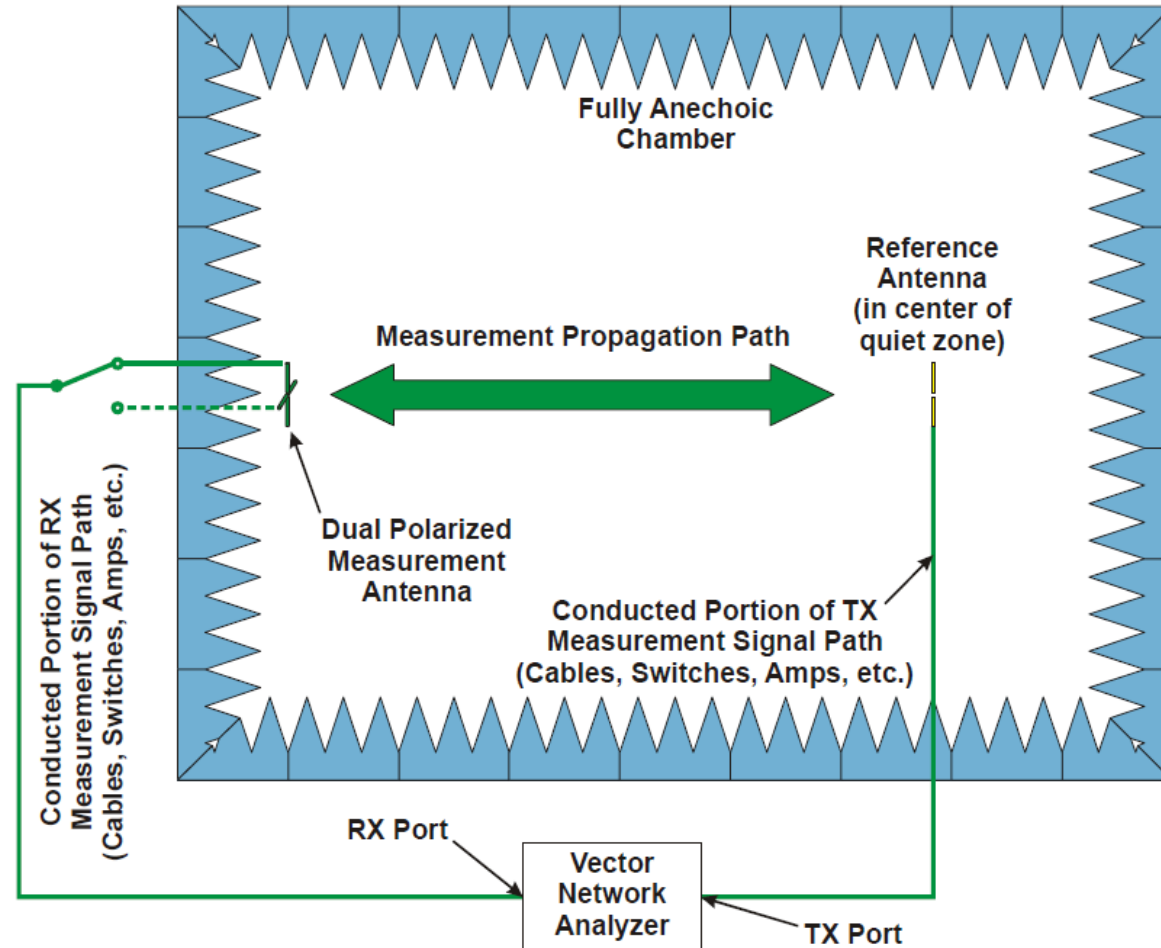 Fully Anechoic
Chamber
Reference
Antenna
(in center of
quiet zone)
Measurement Propagation Path
Dual Polarized
Measurement
Antenna
Conducted Portion of RX
Measurement Signal Path
(Cables, Switches, Amps, etc.)
Conducted Portion of TX
Measurement Signal Path
(Cables, Switches, Amps, etc.)
RX Port
Vector
Network
Analyzer
TX Port